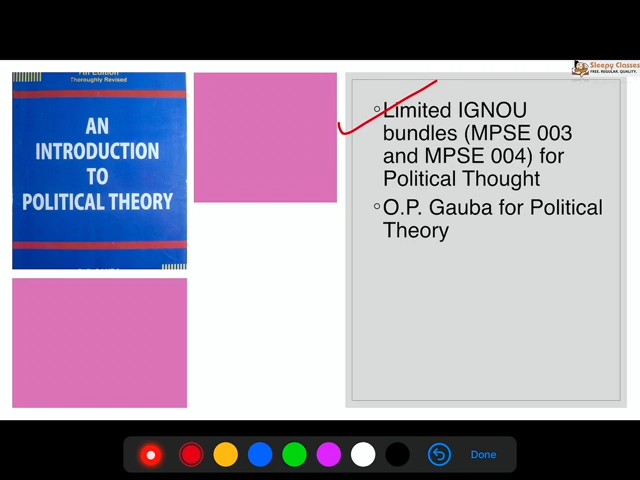 7th Edition
Thoroughly Revised
AN
INTRODUCTION
TO
POLITICAL THEORY
Sleepy Classes
FREE. REGULAR. QUALITY.
Limited IGNOU
bundles (MPSE 003
and MPSE 004) for
Political Thought
O.P. Gauba for Political
Theory
Done